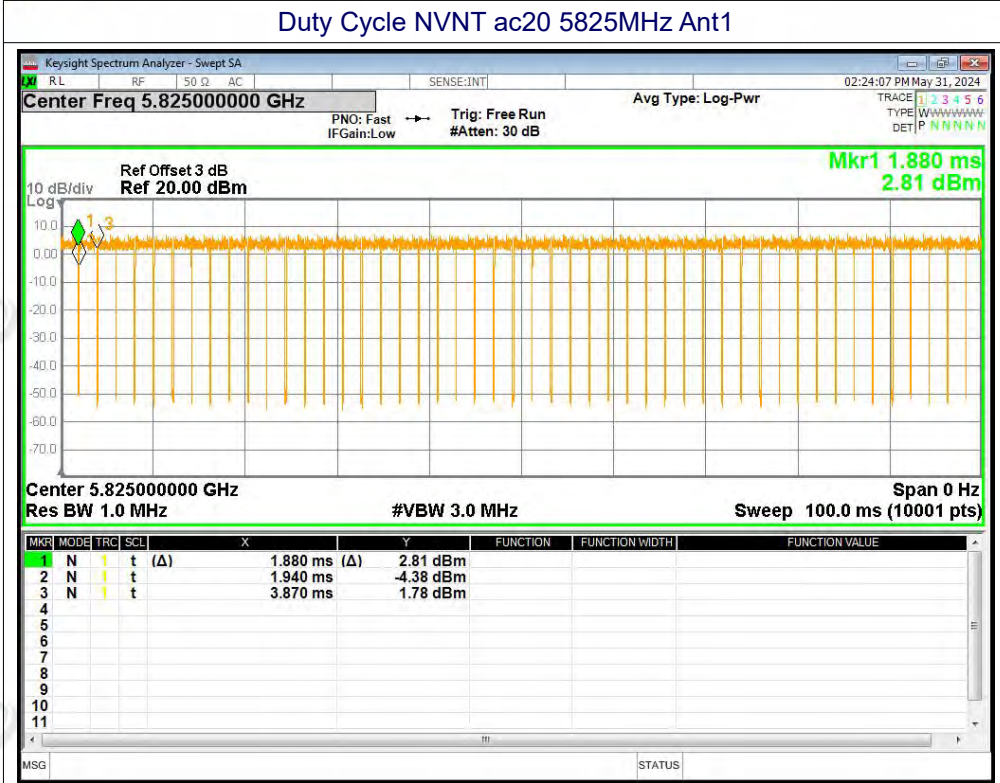 Duty Cycle NVNT ac20 5825MHz Ant1
Keysight Spectrum Analyzer - Swept SA
LXI RL RF 50 Ω AC SENSE:INT 02:24:07 PM May 31, 2024
Center Freq 5.825000000 GHz Avg Type: Log-Pwr TRACE 1 2 3 4 5 6
PNO: Fast Trig: Free Run TYPE WWWWWW
IFGain:Low #Atten: 30 dB DET P N N N N N
Mkr1 1.880 ms
Ref Offset 3 dB
10 dB/div Ref 20.00 dBm 2.81 dBm
Log
1 3
10.0
0.00
-10.0
-20.0
-30.0
-40.0
-50.0
-60.0
-70.0
Center 5.825000000 GHz Span 0 Hz
Res BW 1.0 MHz #VBW 3.0 MHz Sweep 100.0 ms (10001 pts)
MKR MODE TRC SCL X Y FUNCTION FUNCTION WIDTH FUNCTION VALUE
1 N 1 t (Δ) 1.880 ms (Δ) 2.81 dBm
2 N 1 t 1.940 ms -4.38 dBm
3 N 1 t 3.870 ms 1.78 dBm
4
5
6
7
8
9
10
11
MSG STATUS